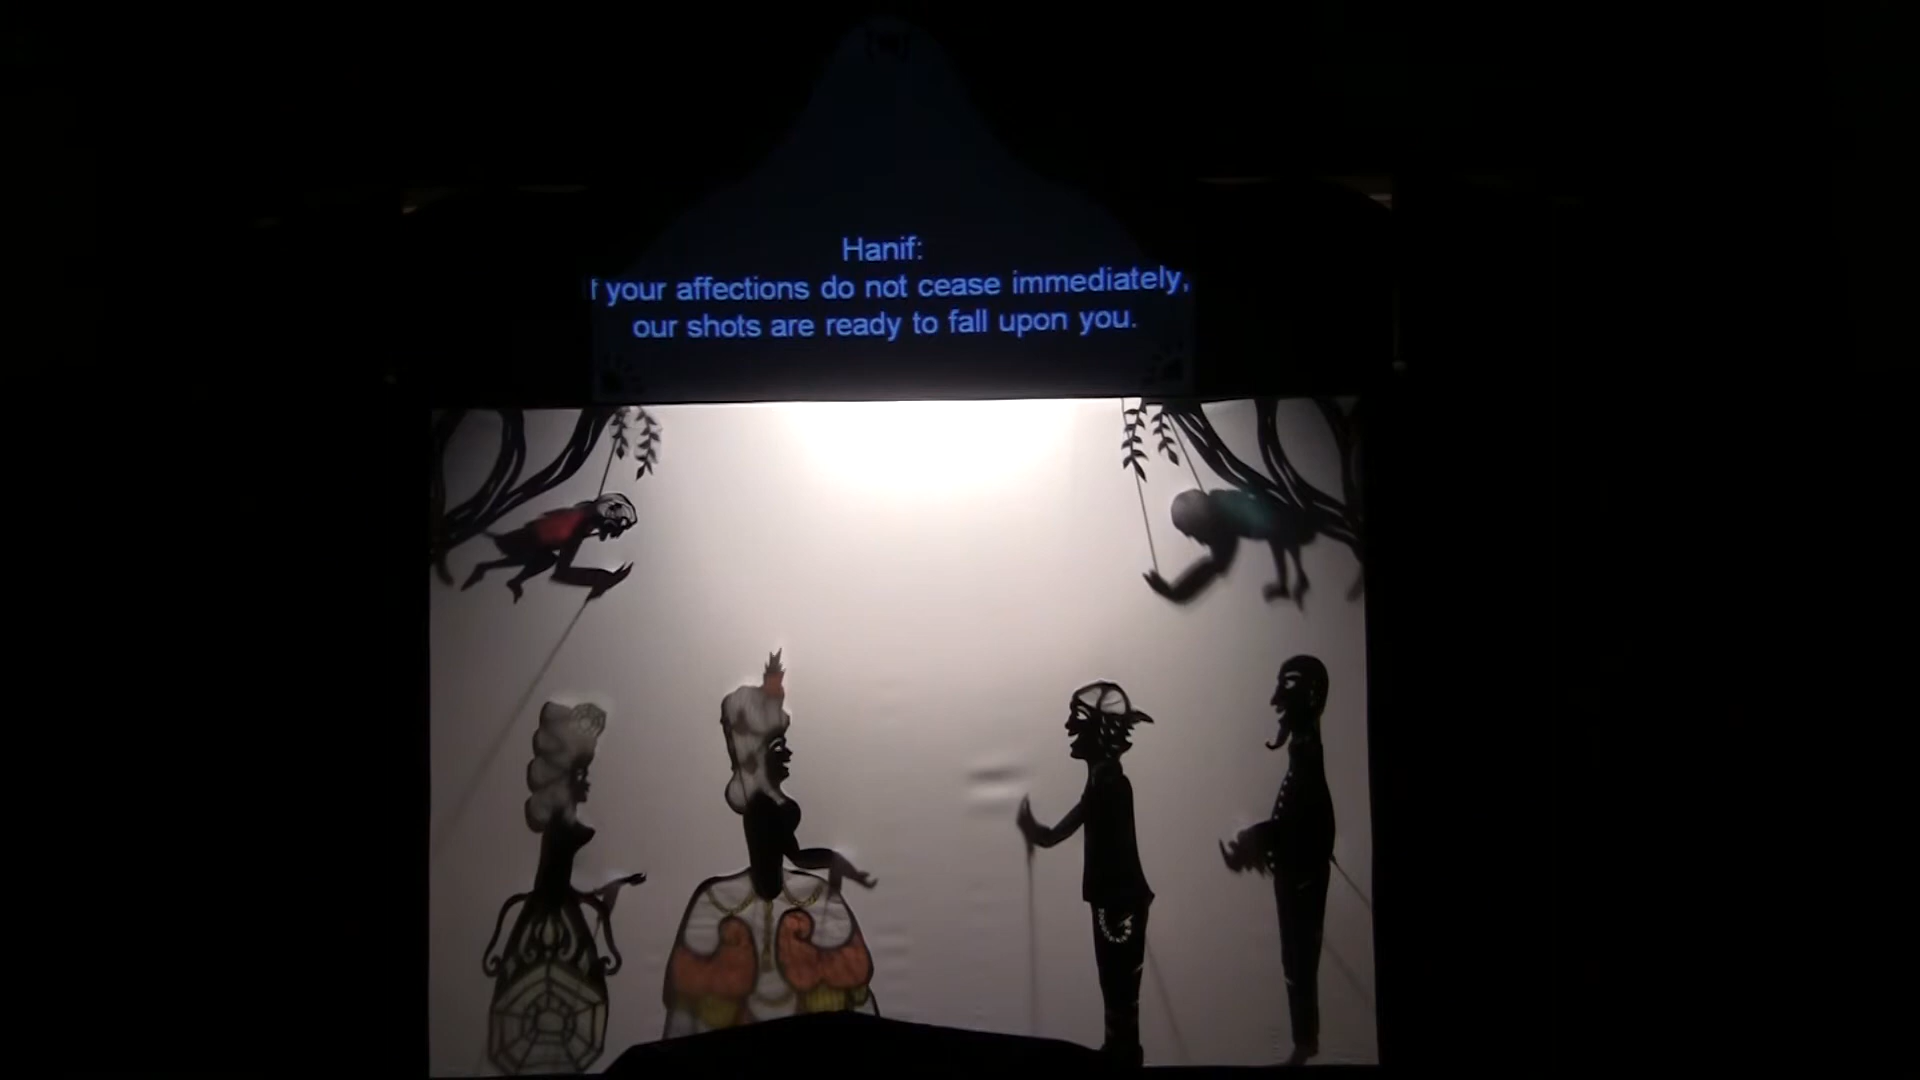 Hanif:
f your affections do not cease immediately,
our shots are ready to fall upon you.